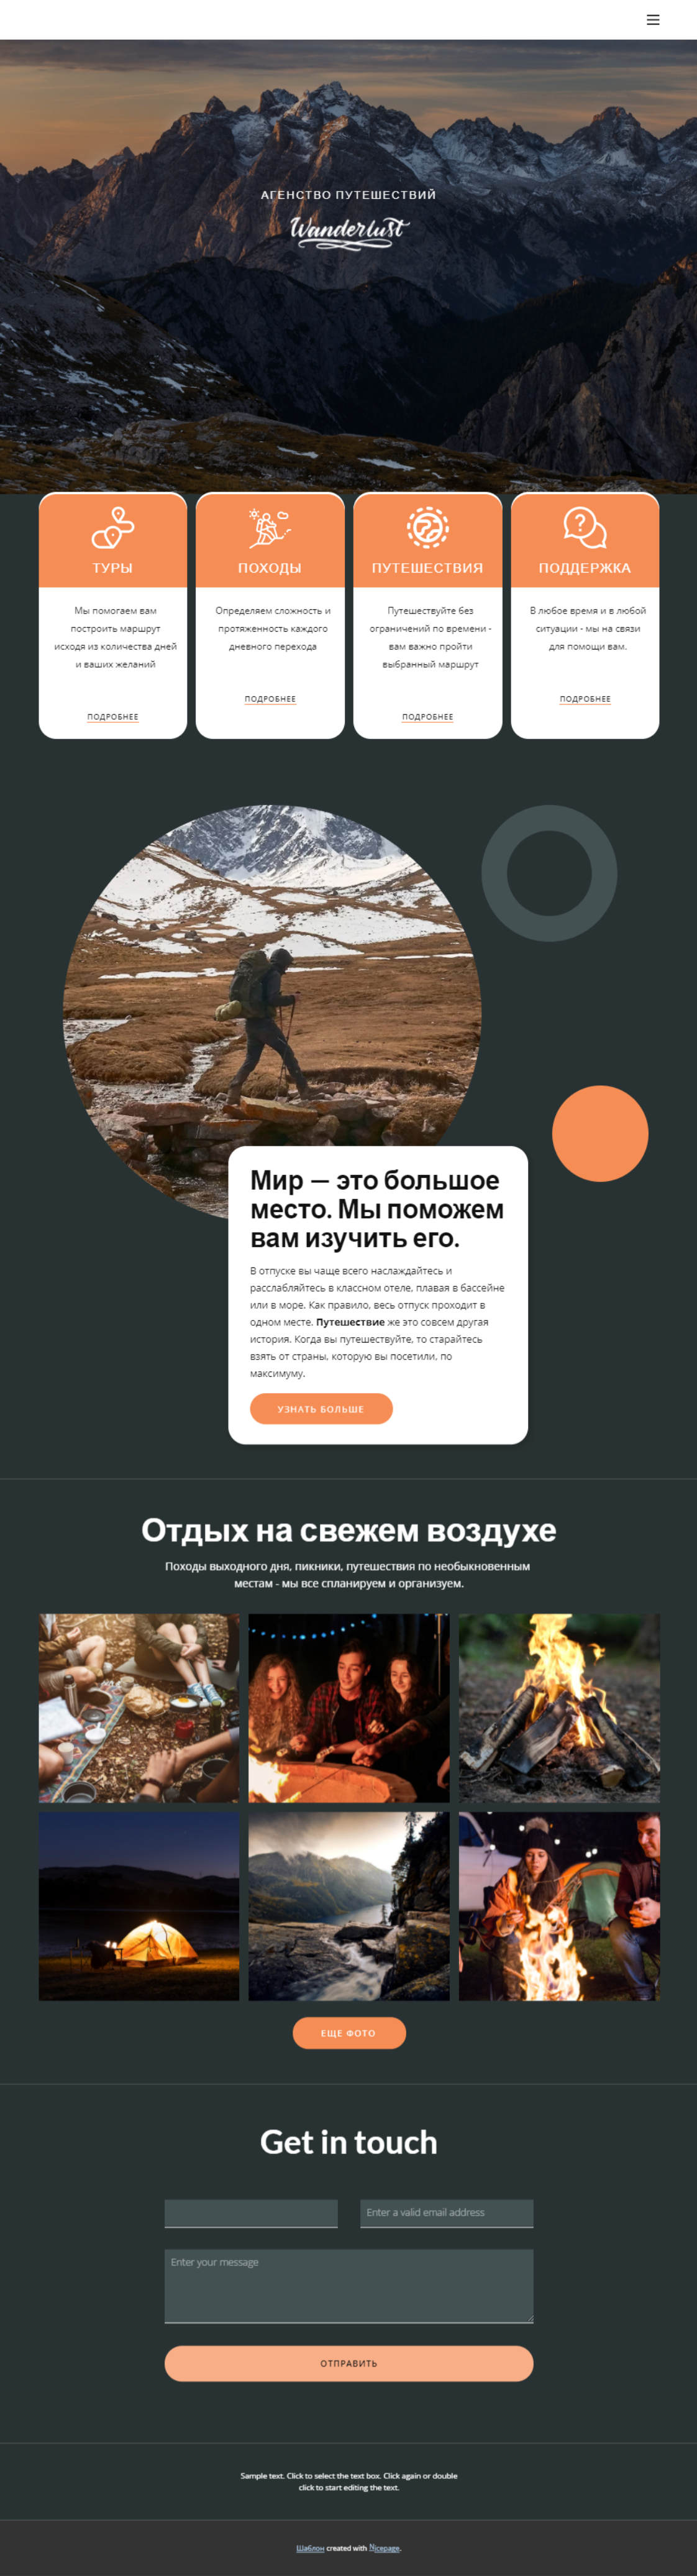 АГЕНСТВО ПУТЕШЕСТВИЙ
Wanderlust
ТУРЫ
Мы помогаем вам
построить маршрут
исходя из количества дней
и ваших желаний
ПОДРОБНЕЕ
ПОХОДЫ
Определяем сложность и
протяженность каждого
дневного перехода
ПОДРОБНЕЕ
ПУТЕШЕСТВИЯ
Путешествуйте без
ограничений по времени -
вам важно пройти
выбранный маршрут
ПОДРОБНЕЕ
ПОДДЕРЖКА
В любое время и в любой
ситуации - мы на связи
для помощи вам.
ПОДРОБНЕЕ
Мир — это большое
место. Мы поможем
вам изучить его.
В отпуске вы чаще всего наслаждайтесь и
расслабляйтесь в классном отеле, плавая в бассейне
или в море. Как правило, весь отпуск проходит в
одном месте. Путешествие же это совсем другая
история. Когда вы путешествуйте, то старайтесь
взять от страны, которую вы посетили, по
максимуму.
УЗНАТЬ БОЛЬШЕ
Отдых на свежем воздухе
Походы выходного дня, пикники, путешествия по необыкновенным
местам - мы все спланируем и организуем.
ЕЩЕ ФОТО
Get in touch
Enter a valid email address
Enter your message
ОТПРАВИТЬ
Sample text. Click to select the text box. Click again or double
click to start editing the text.
Шаблон created with Nicepage.